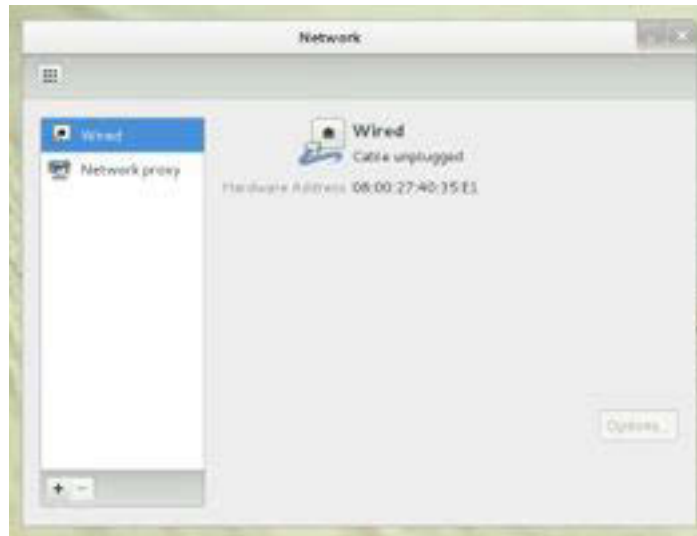 Network
Wired
Network proxy
Wired
Cable unplugged
Hardware Address 08:00:27:40:35:E1
Options...